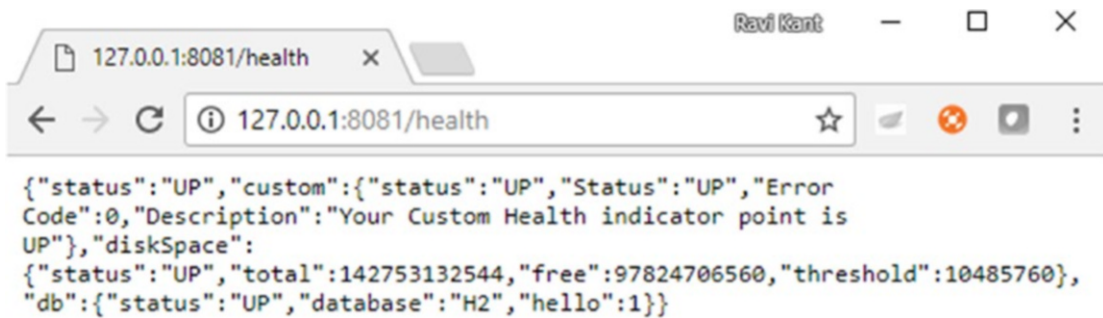 Ravi Kant
127.0.0.1:8081/health
127.0.0.1:8081/health
{"status":"UP","custom":{"status":"UP","Status":"UP","Error
Code":0,"Description":"Your Custom Health indicator point is
UP"},"diskSpace":
{"status":"UP","total":142753132544,"free":97824706560,"threshold":10485760},
"db":{"status":"UP","database":"H2","hello":1}}